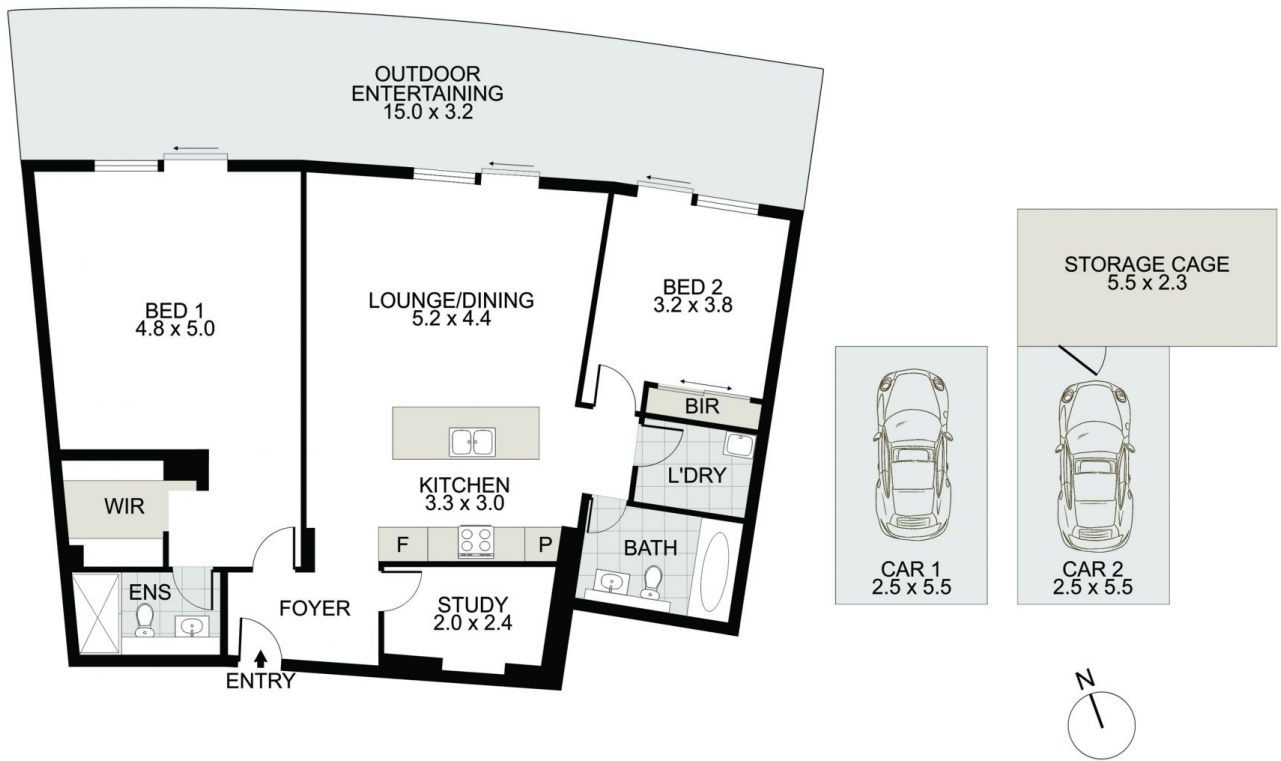 OUTDOOR
ENTERTAINING
15.0 x 3.2
BED 1
4.8 x 5.0
LOUNGE/DINING
5.2 x 4.4
BED 2
3.2 x 3.8
BIR
L'DRY
KITCHEN
3.3 x 3.0
WIR
F
P
BATH
ENS
FOYER
STUDY
2.0 x 2.4
ENTRY
STORAGE CAGE
5.5 x 2.3
CAR 1
2.5 x 5.5
CAR 2
2.5 x 5.5
N